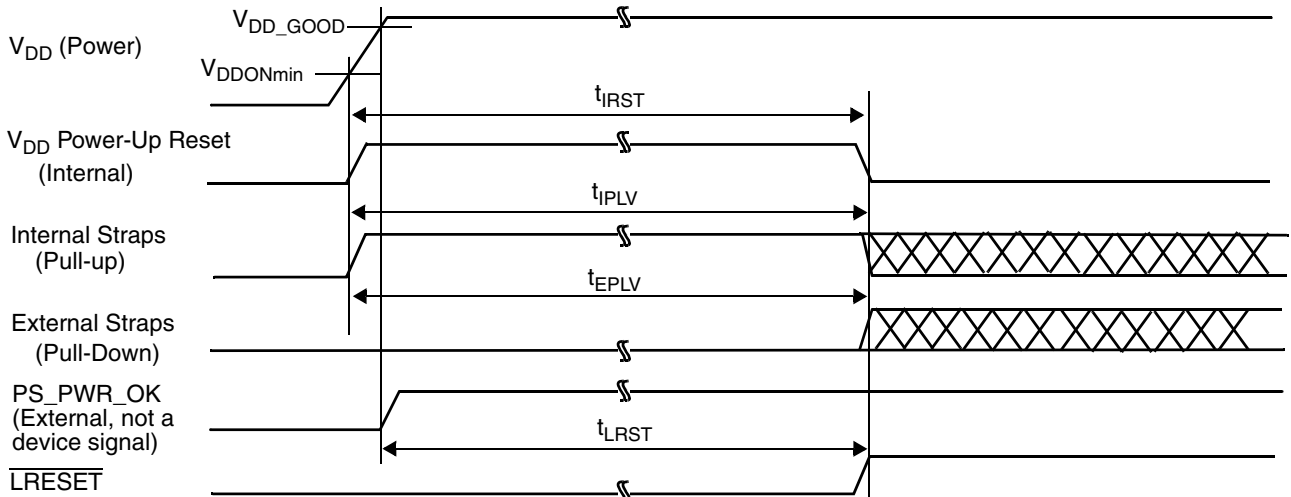 V_DD_GOOD
V_DD (Power)
V_DDONmin
t_IRST
V_DD Power-Up Reset
(Internal)
t_IPLV
Internal Straps
(Pull-up)
t_EPLV
External Straps
(Pull-Down)
PS_PWR_OK
(External, not a
device signal)
t_LRST
L̅R̅E̅S̅E̅T̅